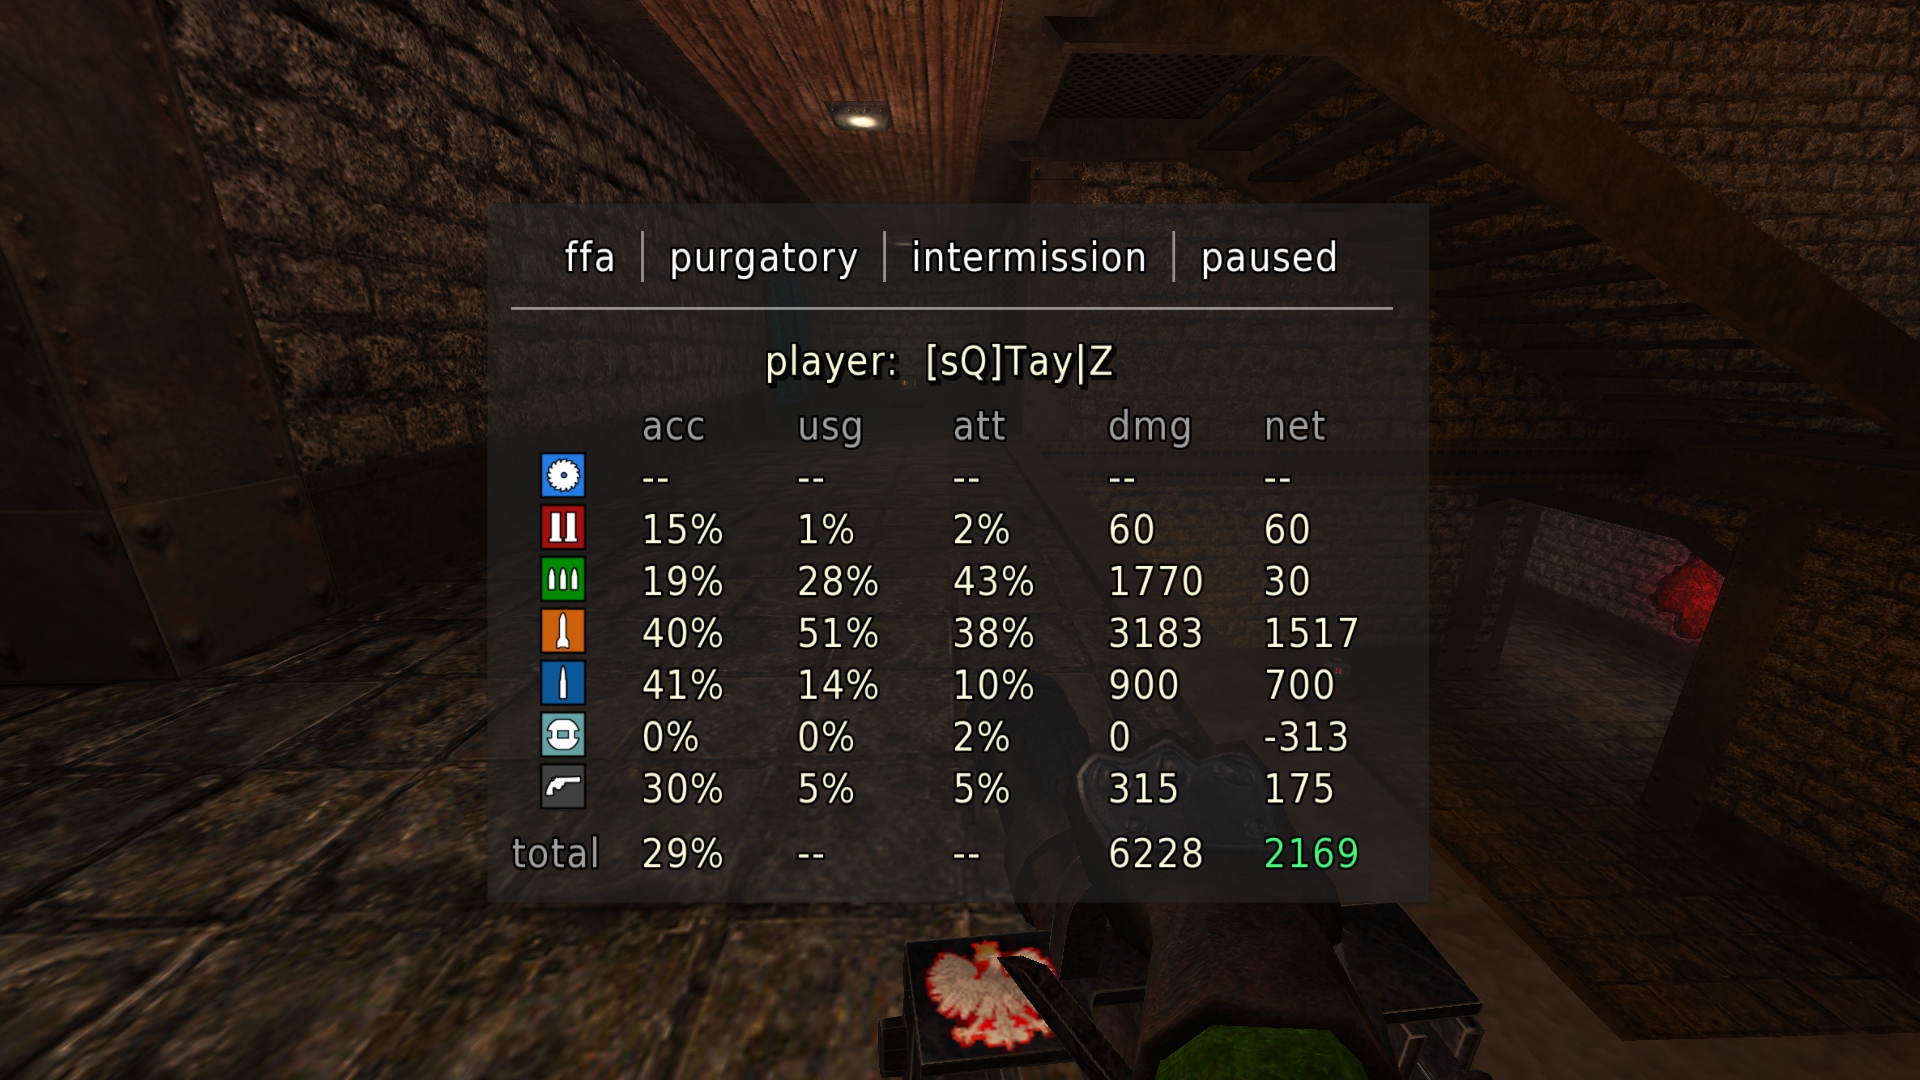 ffa | purgatory | intermission | paused
player: [sQ]Tay|Z
acc usg att dmg net
-- -- -- -- --
15% 1% 2% 60 60
19% 28% 43% 1770 30
40% 51% 38% 3183 1517
41% 14% 10% 900 700
0% 0% 2% 0 -313
30% 5% 5% 315 175
total 29% -- -- 6228 2169